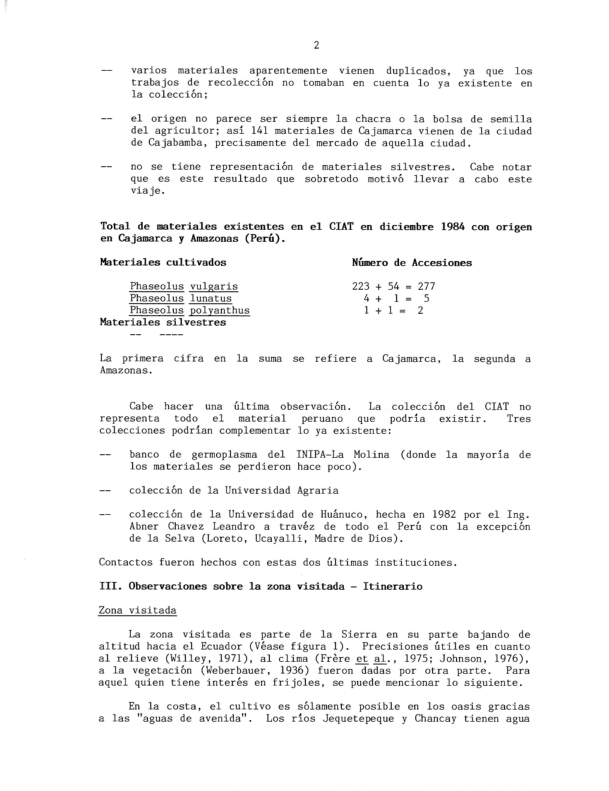 2
-- varios materiales aparentemente vienen duplicados, ya que los
trabajos de recolección no tomaban en cuenta lo ya existente en
la colección;
-- el origen no parece ser siempre la chacra o la bolsa de semilla
del agricultor; así 141 materiales de Cajamarca vienen de la ciudad
de Cajabamba, precisamente del mercado de aquella ciudad.
-- no se tiene representación de materiales silvestres. Cabe notar
que es este resultado que sobretodo motivó llevar a cabo este
viaje.
Total de materiales existentes en el CIAT en diciembre 1984 con origen
en Cajamarca y Amazonas (Perú).
Materiales cultivados Número de Accesiones
Phaseolus vulgaris 223 + 54 = 277
Phaseolus lunatus 4 + 1 = 5
Phaseolus polyanthus 1 + 1 = 2
Materiales silvestres
-- ----
La primera cifra en la suma se refiere a Cajamarca, la segunda a
Amazonas.
Cabe hacer una última observación. La colección del CIAT no
representa todo el material peruano que podría existir. Tres
colecciones podrían complementar lo ya existente:
-- banco de germoplasma del INIPA-La Molina (donde la mayoría de
los materiales se perdieron hace poco).
-- colección de la Universidad Agraria
-- colección de la Universidad de Huánuco, hecha en 1982 por el Ing.
Abner Chavez Leandro a travéz de todo el Perú con la excepción
de la Selva (Loreto, Ucayalli, Madre de Dios).
Contactos fueron hechos con estas dos últimas instituciones.
III. Observaciones sobre la zona visitada - Itinerario
Zona visitada
La zona visitada es parte de la Sierra en su parte bajando de
altitud hacia el Ecuador (Véase figura 1). Precisiones útiles en cuanto
al relieve (Willey, 1971), al clima (Frère et al., 1975; Johnson, 1976),
a la vegetación (Weberbauer, 1936) fueron dadas por otra parte. Para
aquel quien tiene interés en frijoles, se puede mencionar lo siguiente.
En la costa, el cultivo es sólamente posible en los oasis gracias
a las "aguas de avenida". Los ríos Jequetepeque y Chancay tienen agua